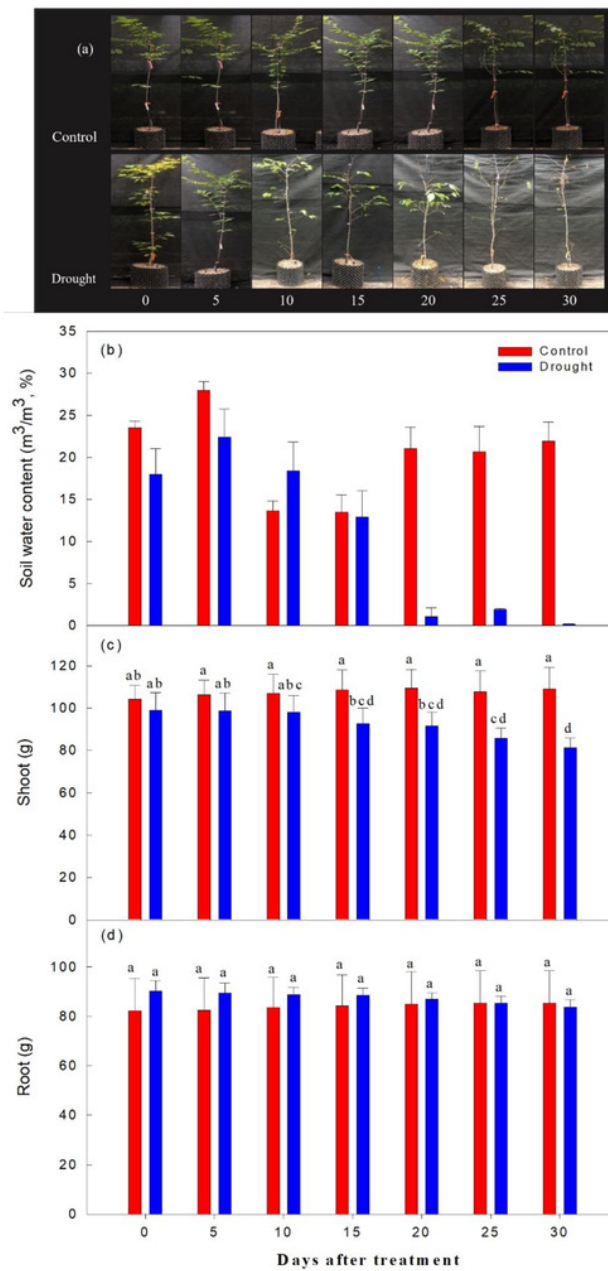 (a)
Control
Drought
0 5 10 15 20 25 30
(b)
Control
Drought
Soil water content (m³/m³, %)
35
30
25
20
15
10
5
0
(c)
Shoot (g)
120
100
80
60
40
20
0
ab ab a ab a abc a bcd a bcd a cd a d
(d)
Root (g)
100
80
60
40
20
0
a a a a a a a a a a a a a a
0 5 10 15 20 25 30
Days after treatment